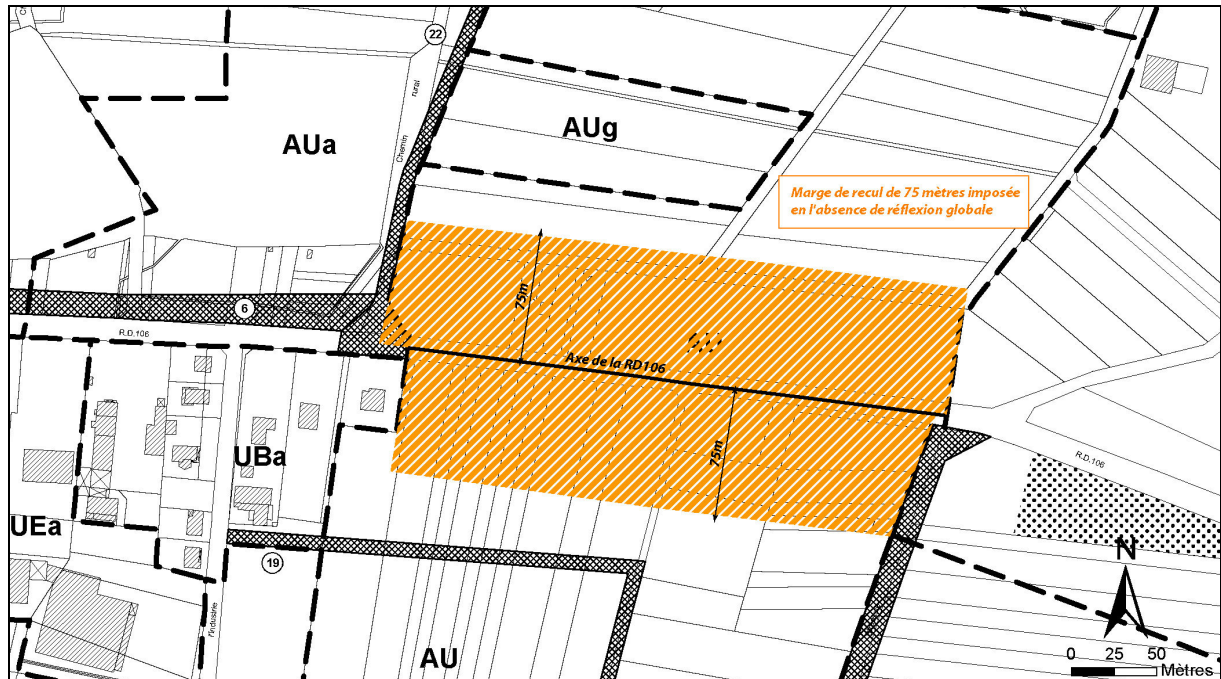 22
rural
Chemin
AUa
AUg
Marge de recul de 75 mètres imposée
en l'absence de réflexion globale
75m
6
R.D.106
Axe de la RD106
75m
R.D.106
UBa
UEa
19
N
l'Industrie
AU
0 25 50
Mètres